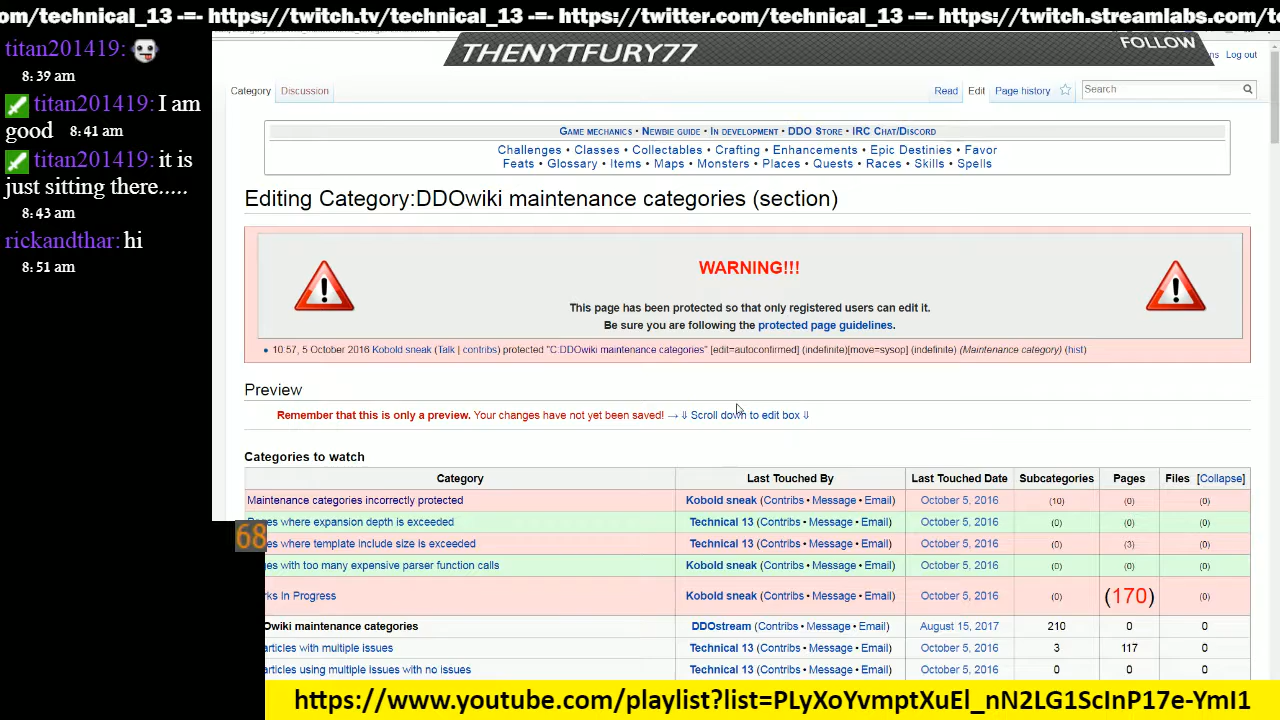 om/technical_13 -=- https://twitch.tv/technical_13 -=- https://twitter.com/technical_13 -=- https://twitch.streamlabs.com/te
titan201419:
8:39 am
titan201419: I am
good 8:41 am
titan201419: it is
just sitting there.....
8:43 am
rickandthar: hi
8:51 am
THENYTFURY77
FOLLOW
ns Log out
Category Discussion Read Edit Page history Search
GAME MECHANICS • NEWBIE GUIDE • IN DEVELOPMENT • DDO STORE • IRC CHAT/DISCORD
Challenges • Classes • Collectables • Crafting • Enhancements • Epic Destinies • Favor
Feats • Glossary • Items • Maps • Monsters • Places • Quests • Races • Skills • Spells
Editing Category:DDOwiki maintenance categories (section)
WARNING!!!
This page has been protected so that only registered users can edit it.
Be sure you are following the protected page guidelines.
• 10:57, 5 October 2016 Kobold sneak (Talk | contribs) protected "C:DDOwiki maintenance categories" [edit=autoconfirmed] (indefinite)[move=sysop] (indefinite) (Maintenance category) (hist)
Preview
Remember that this is only a preview. Your changes have not yet been saved! → ⇓ Scroll down to edit box ⇓
Categories to watch
Category Last Touched By Last Touched Date Subcategories Pages Files [Collapse]
Maintenance categories incorrectly protected Kobold sneak (Contribs • Message • Email) October 5, 2016 (10) (0) (0)
ges where expansion depth is exceeded Technical 13 (Contribs • Message • Email) October 5, 2016 (0) (0) (0)
68
es where template include size is exceeded Technical 13 (Contribs • Message • Email) October 5, 2016 (0) (3) (0)
ges with too many expensive parser function calls Kobold sneak (Contribs • Message • Email) October 5, 2016 (0) (0) (0)
rks In Progress Kobold sneak (Contribs • Message • Email) October 5, 2016 (0) (170) (0)
Owiki maintenance categories DDOstream (Contribs • Message • Email) August 15, 2017 210 0 0
articles with multiple issues Technical 13 (Contribs • Message • Email) October 5, 2016 3 117 0
articles using multiple issues with no issues Technical 13 (Contribs • Message • Email) October 5, 2016 0 0 0
https://www.youtube.com/playlist?list=PLyXoYvmptXuEl_nN2LG1ScInP17e-YmI1